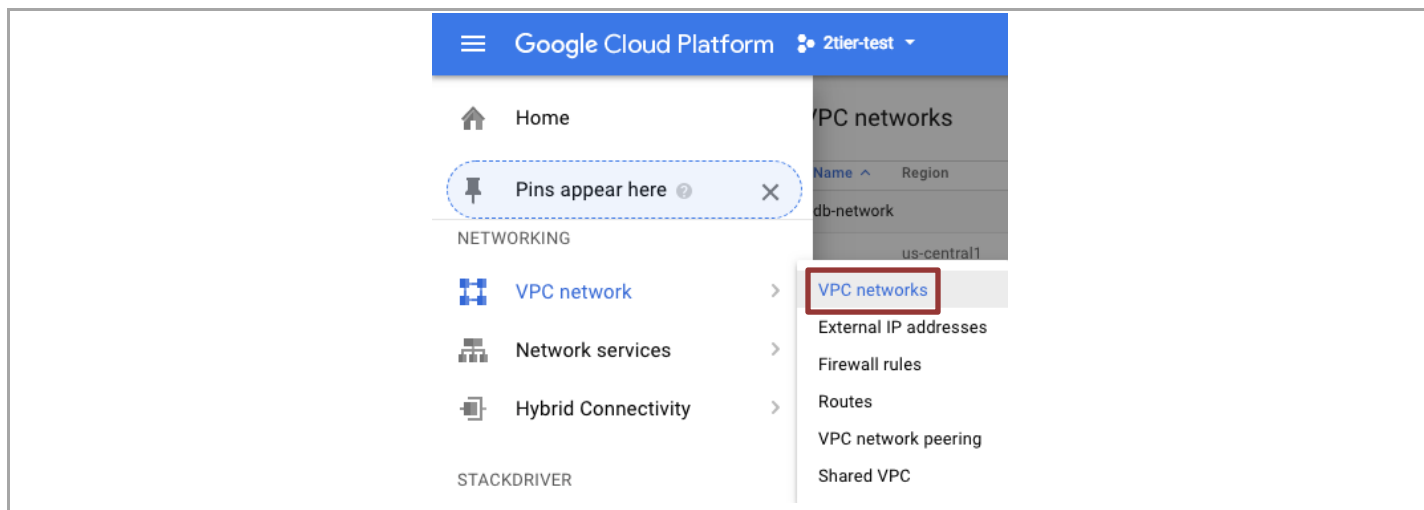 Google Cloud Platform 2tier-test
Home
VPC networks
Pins appear here
Name Region
db-network
NETWORKING
us-central1
VPC network
VPC networks
External IP addresses
Network services
Firewall rules
Routes
Hybrid Connectivity
VPC network peering
STACKDRIVER
Shared VPC